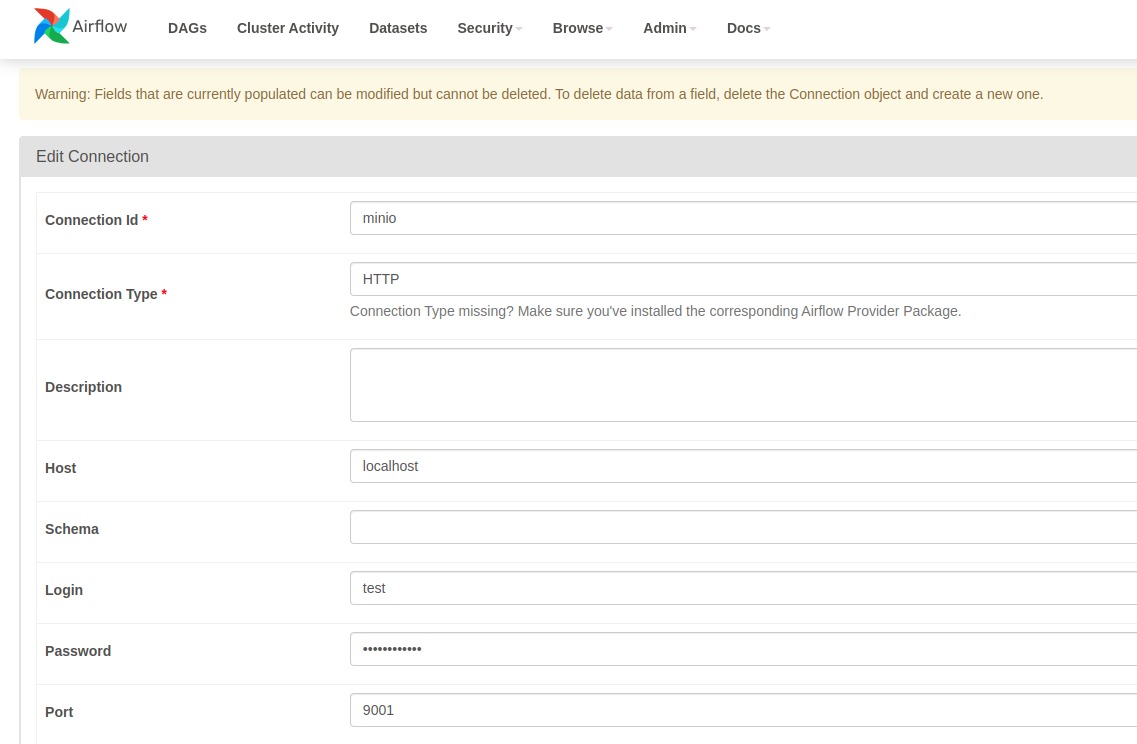 Airflow DAGs Cluster Activity Datasets Security Browse Admin Docs
Warning: Fields that are currently populated can be modified but cannot be deleted. To delete data from a field, delete the Connection object and create a new one.
Edit Connection
Connection Id * minio
Connection Type * HTTP
Connection Type missing? Make sure you've installed the corresponding Airflow Provider Package.
Description
Host localhost
Schema
Login test
Password ••••••••••••
Port 9001